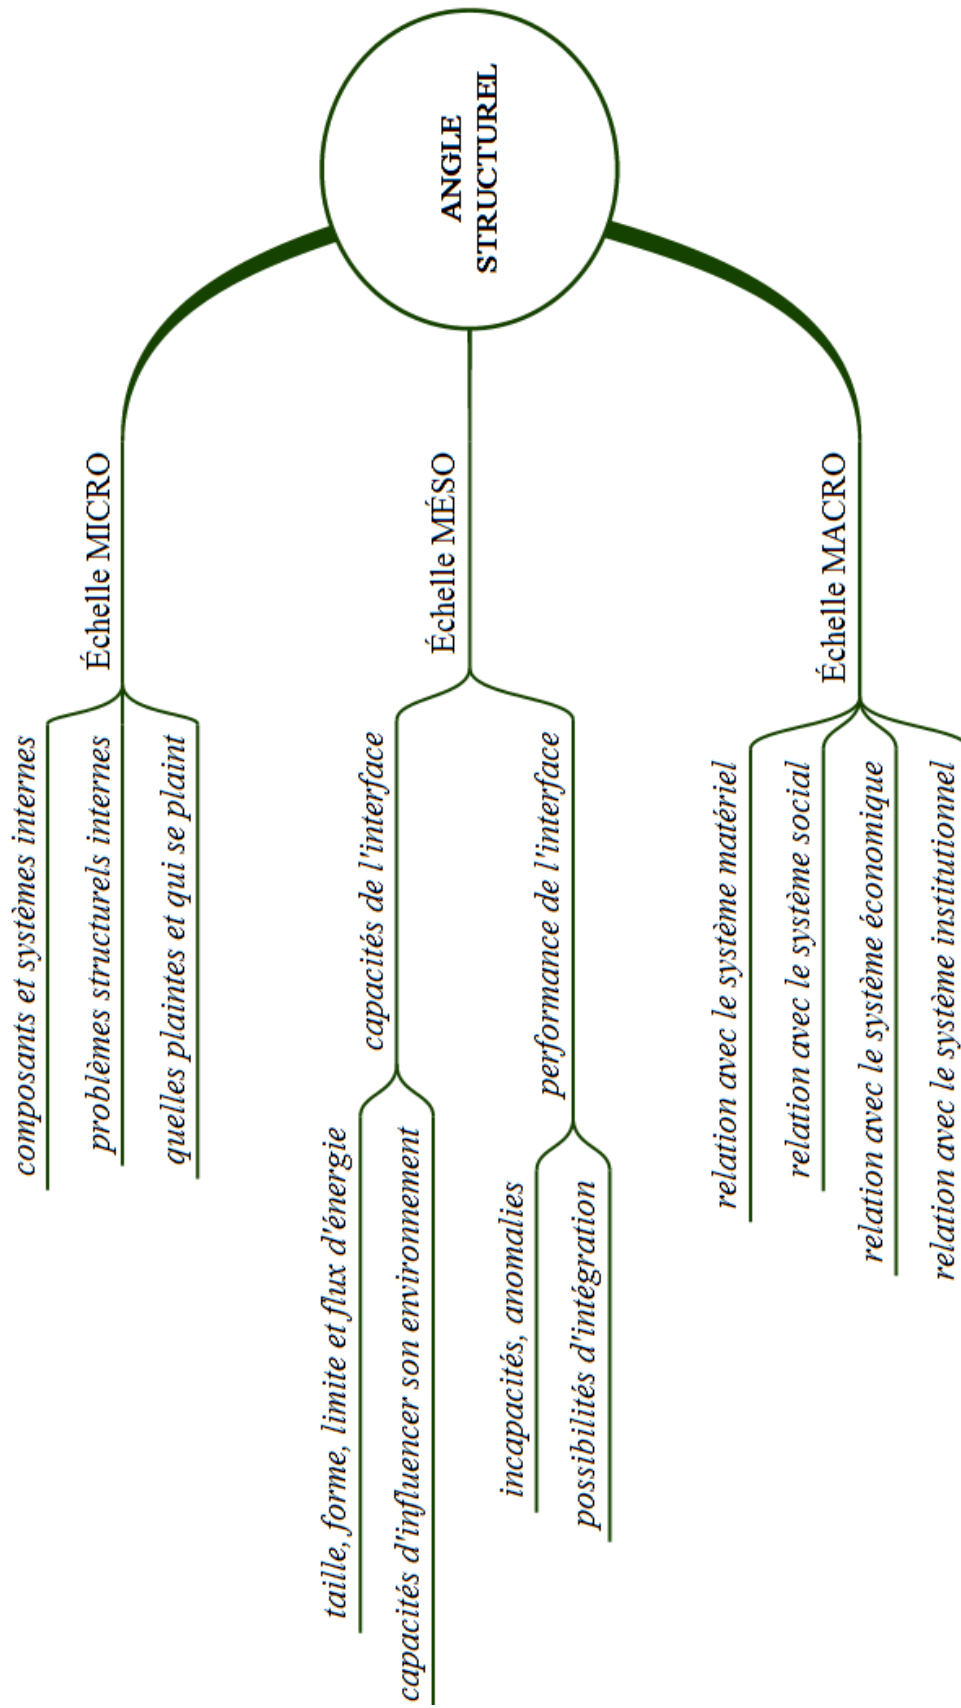 ANGLE
STRUCTUREL
Échelle MICRO
composants et systèmes internes
problèmes structurels internes
quelles plaintes et qui se plaint
Échelle MÉSO
capacités de l'interface
taille, forme, limite et flux d'énergie
capacités d'influencer son environnement
performance de l'interface
incapacités, anomalies
possibilités d'intégration
Échelle MACRO
relation avec le système matériel
relation avec le système social
relation avec le système économique
relation avec le système institutionnel